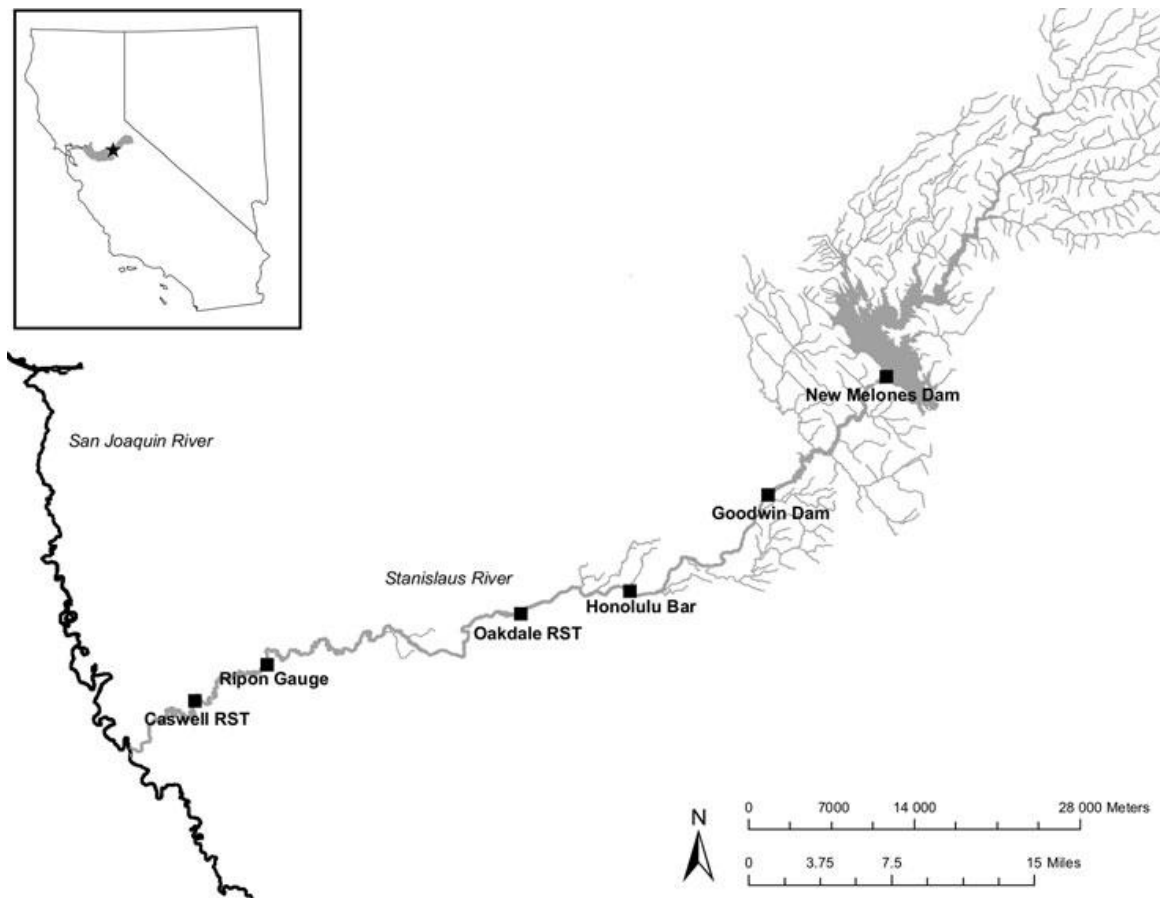 San Joaquin River
New Melones Dam
Goodwin Dam
Stanislaus River
Honolulu Bar
Oakdale RST
Ripon Gauge
Caswell RST
N
0 7000 14 000 28 000 Meters
0 3.75 7.5 15 Miles